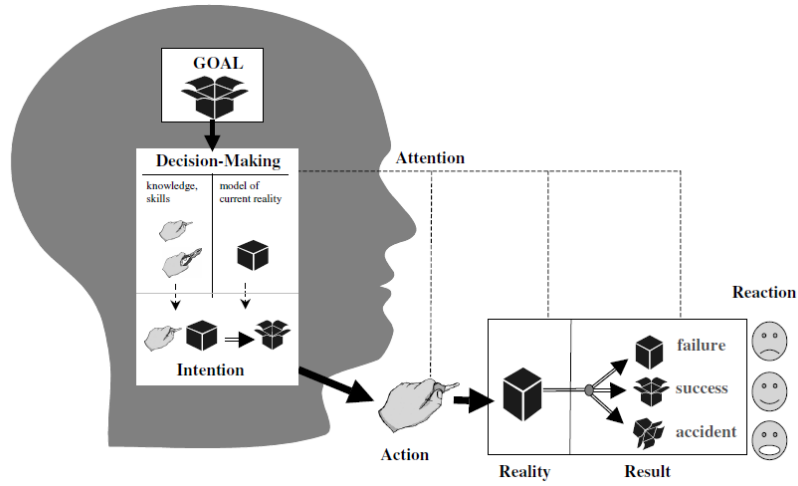 GOAL
Decision-Making
knowledge,
skills
model of
current reality
Intention
Attention
Action
Reaction
failure
success
accident
Reality
Result